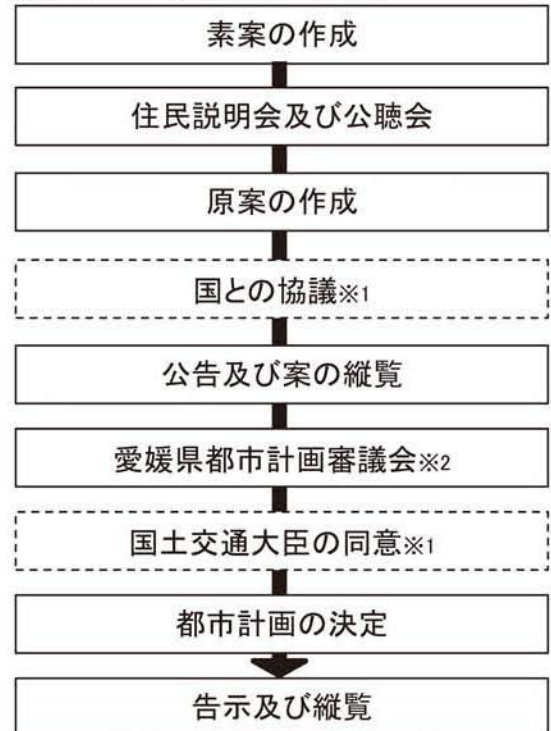 素案の作成
住民説明会及び公聴会
原案の作成
国との協議※1
公告及び案の縦覧
愛媛県都市計画審議会※2
国土交通大臣の同意※1
都市計画の決定
告示及び縦覧